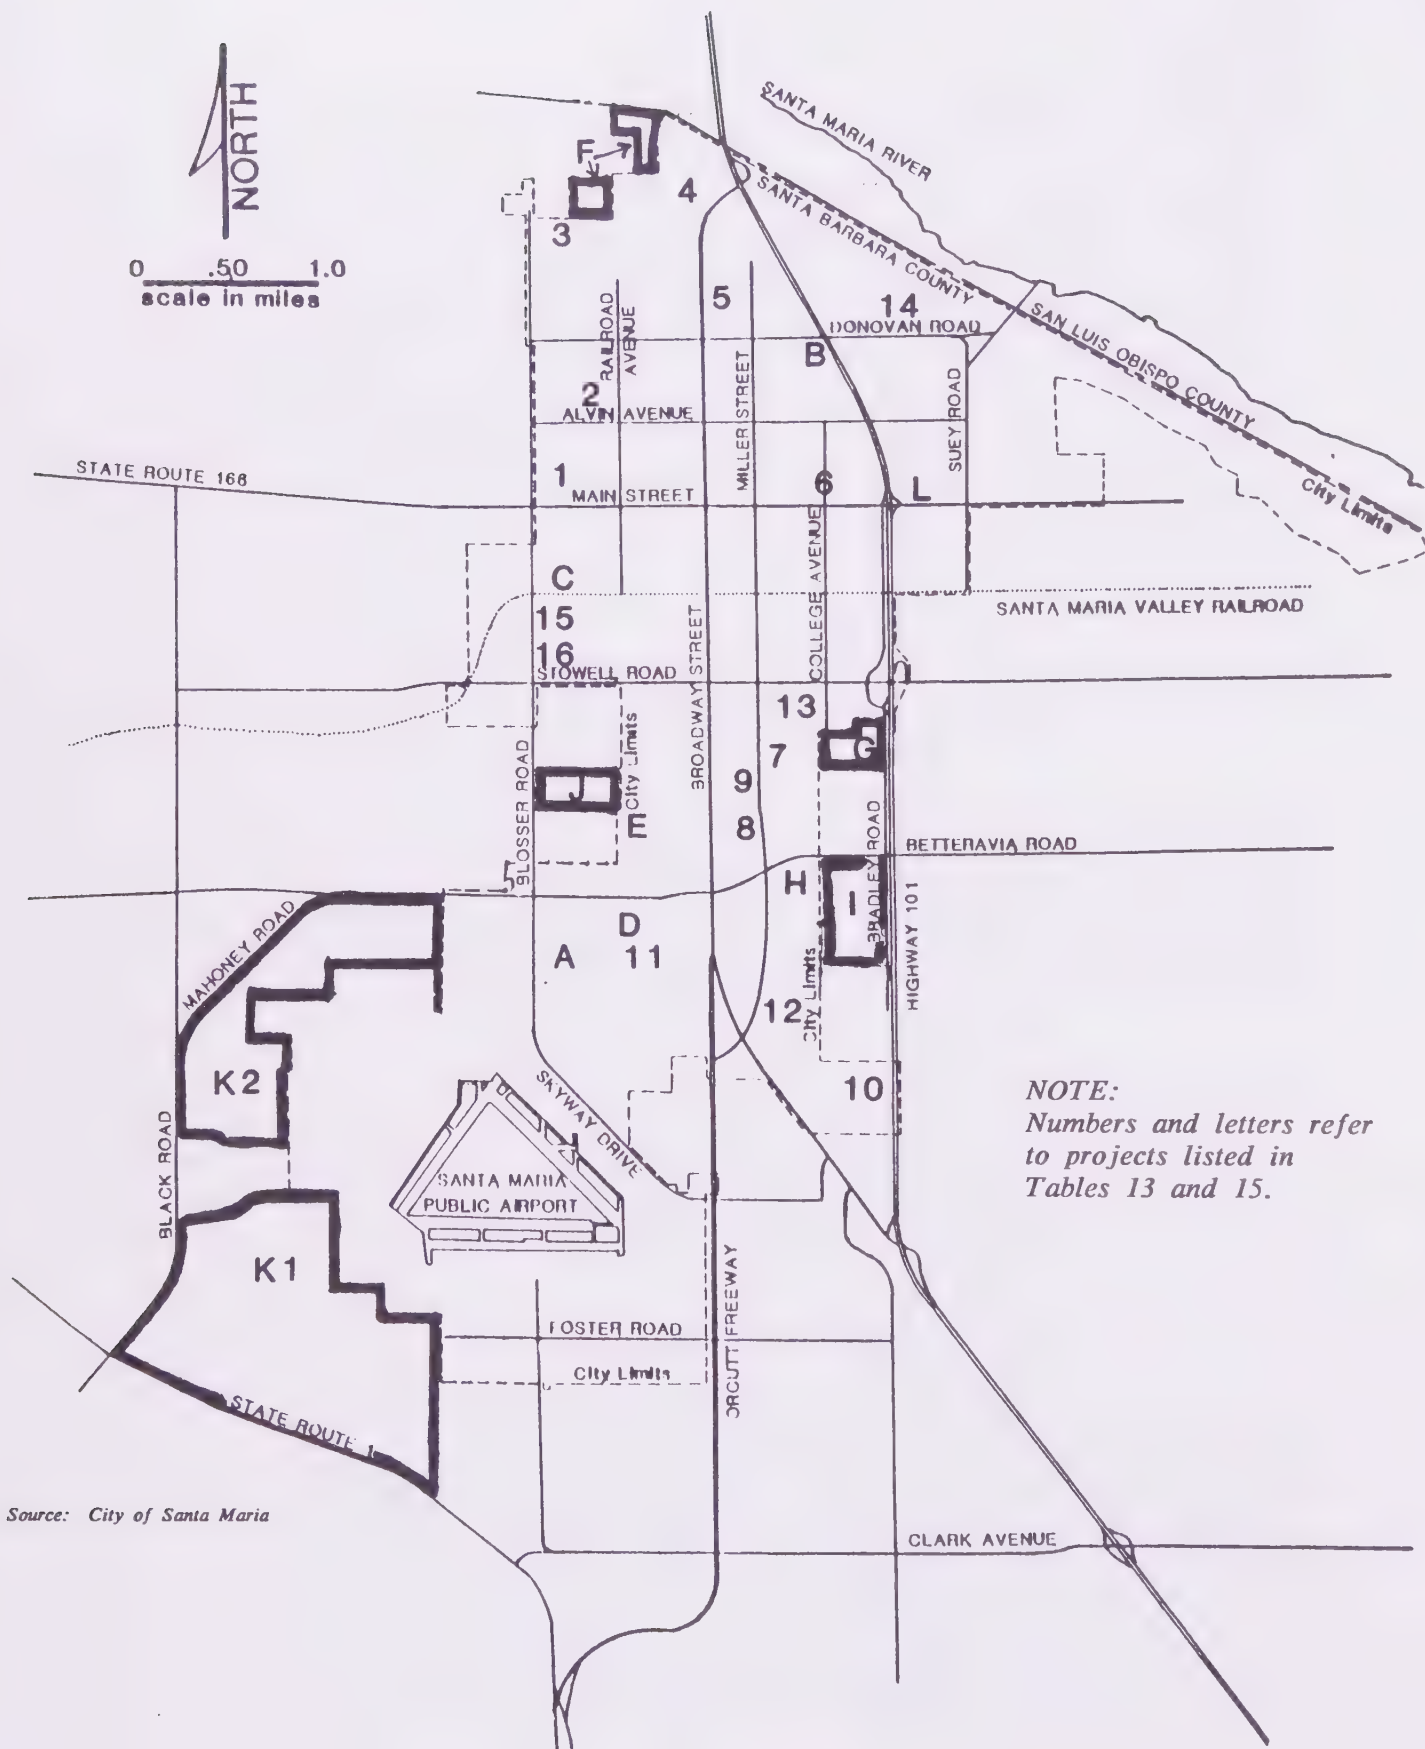 NORTH
0 .50 1.0
scale in miles
SANTA MARIA RIVER
F
4
SANTA BARBARA COUNTY
3
5
14
SAN LUIS OBISPO COUNTY
RAILROAD
AVENUE
DONOVAN ROAD
B
MILLER STREET
2
ALVIN AVENUE
SUEY ROAD
STATE ROUTE 166
1
MAIN STREET
6
L
City Limits
COLLEGE AVENUE
C
SANTA MARIA VALLEY RAILROAD
15
16
STOWELL ROAD
BROADWAY STREET
13
City Limits
7
G
BLOSSER ROAD
J
9
E
8
BRADLEY ROAD
BETTERAVIA ROAD
H
I
MAHONEY ROAD
D
A
11
HIGHWAY 101
12
City Limits
K2
SKYWAY DRIVE
10
NOTE:
Numbers and letters refer
to projects listed in
Tables 13 and 15.
BLACK ROAD
SANTA MARIA
PUBLIC AIRPORT
K1
ORCUTT FREEWAY
FOSTER ROAD
City Limits
STATE ROUTE 1
Source: City of Santa Maria
CLARK AVENUE